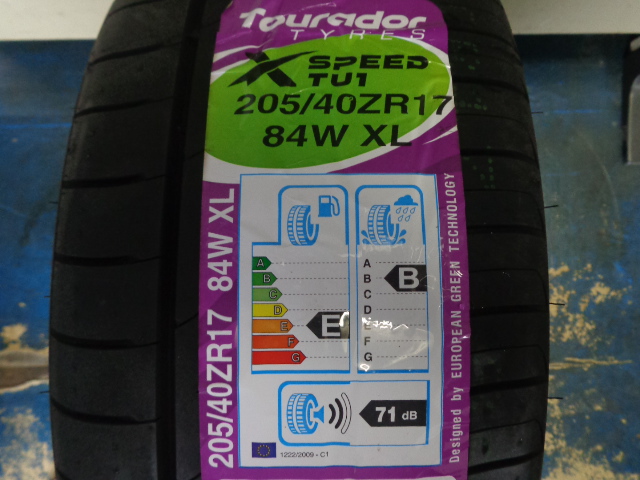 Tourador
TYRES
X SPEED
TU1
205/40ZR17
84W XL
205/40ZR17 84W XL
A
B
C
D
E
F
G
E
A
B
C
D
E
F
G
B
71 dB
1222/2009 - C1
Designed by EUROPEAN GREEN TECHNOLOGY